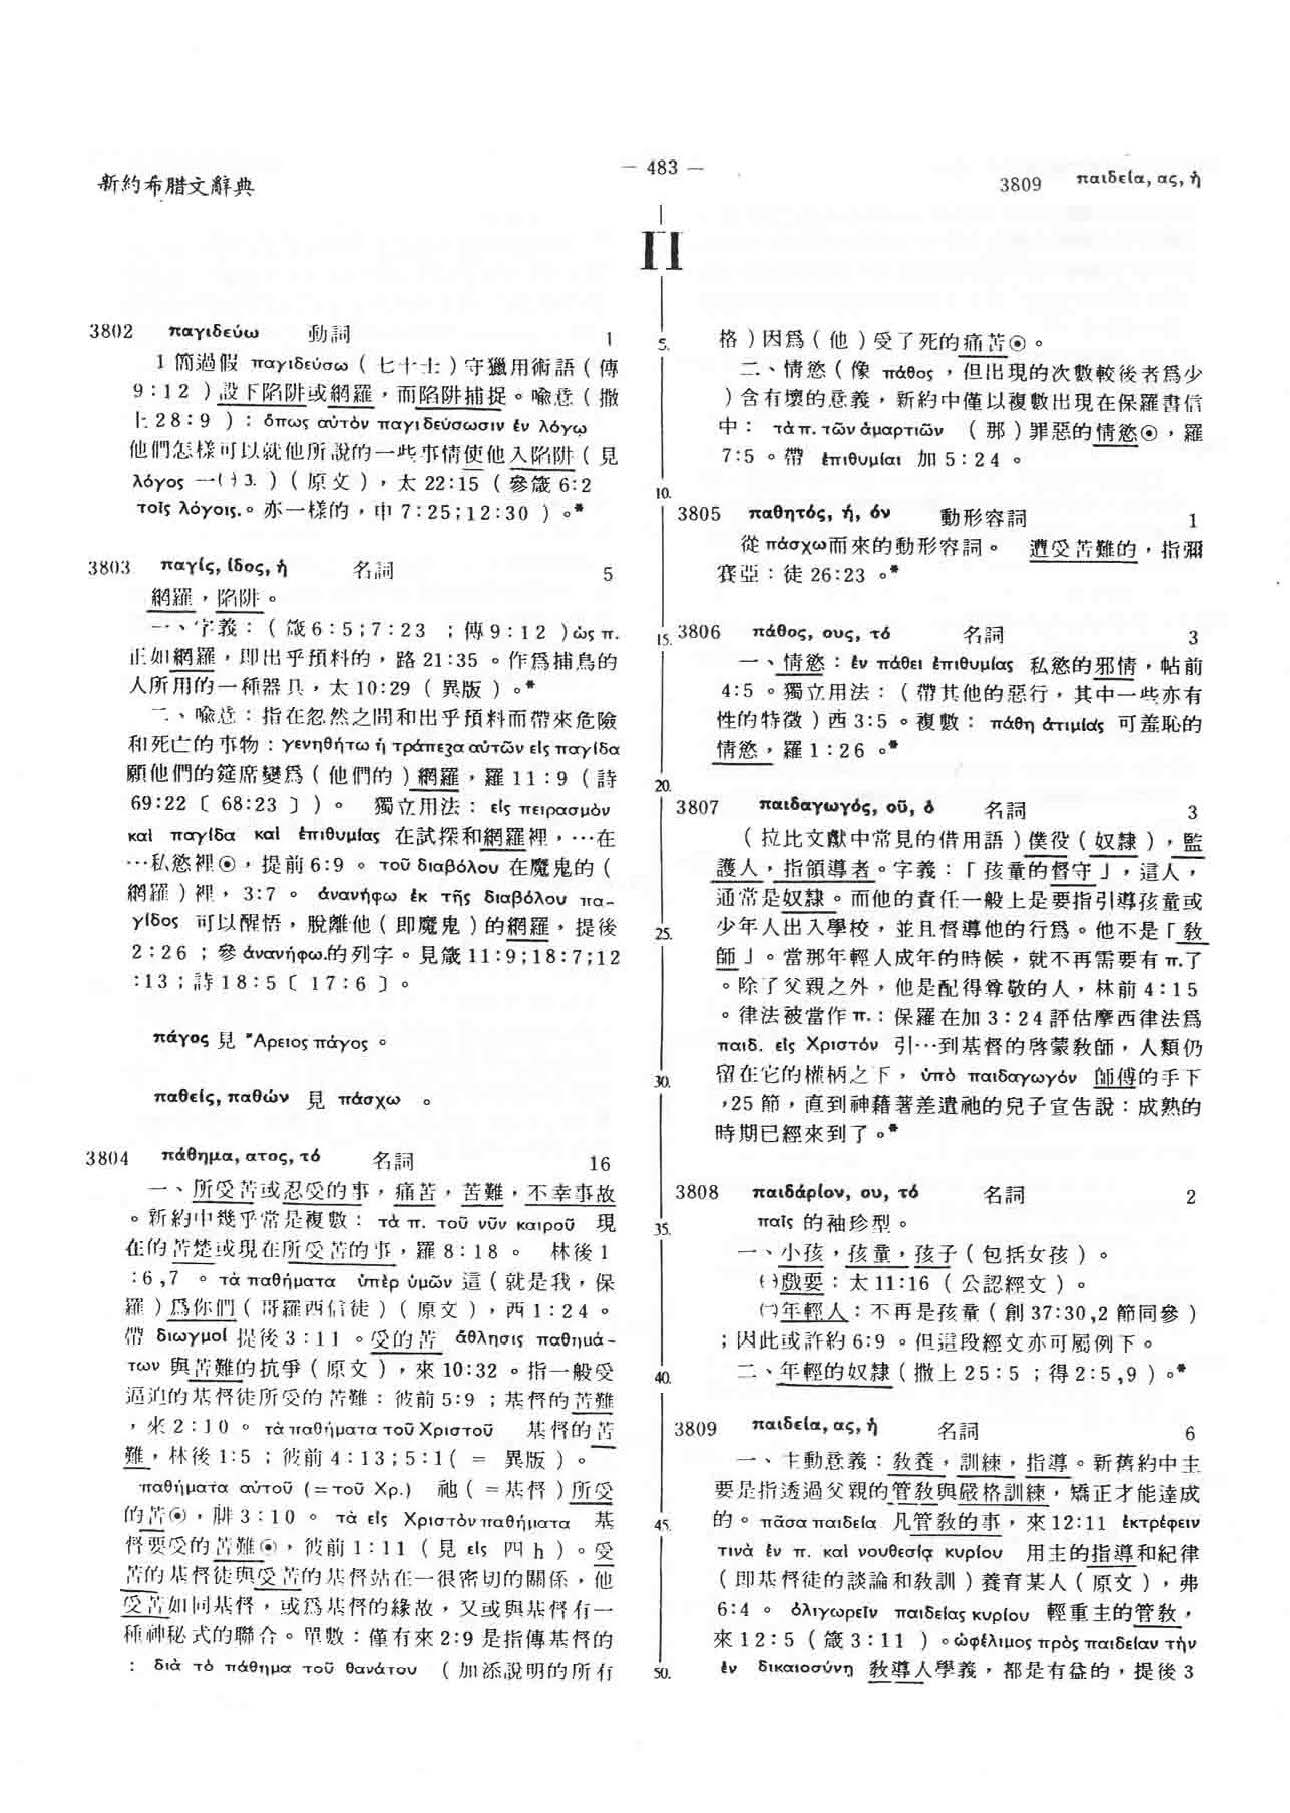 新約希腊文辭典
— 483 —
3809 παιδεία, ας, ἡ
Π
3802 παγιδεύω 動詞 1
1 簡過假 παγιδεύσω（七十士）守獵用術語（傳
9:12）設下陷阱或網羅，而陷阱捕捉。喩意（撒
上28:9）: ὅπως αὐτὸν παγιδεύσωσιν ἐν λόγῳ
他們怎樣可以就他所說的一些事情使他入陷阱（見
λόγος 一㈠3.）（原文），太 22:15（參箴 6:2
τοῖς λόγοις.。亦一樣的，申 7:25;12:30）。*
3803 παγίς, ίδος, ἡ 名詞 5
網羅，陷阱。
一、字義：（箴6:5;7:23；傳9:12）ὡς π.
正如網羅，即出乎預料的，路21:35。作爲捕鳥的
人所用的一種器具，太10:29（異版）。*
二、喩意：指在忽然之間和出乎預料而帶來危險
和死亡的事物：γενηθήτω ἡ τράπεζα αὐτῶν εἰς παγίδα
願他們的筵席變爲（他們的）網羅，羅11:9（詩
69:22〔68:23〕）。 獨立用法：εἰς πειρασμὸν
καὶ παγίδα καὶ ἐπιθυμίας 在試探和網羅裡，…在
…私慾裡⊙，提前6:9。τοῦ διαβόλου 在魔鬼的（
網羅）裡，3:7。ἀνανήφω ἐκ τῆς διαβόλου πα-
γίδος 可以醒悟，脫離他（即魔鬼）的網羅，提後
2:26；參 ἀνανήφω.的列字。見箴11:9;18:7;12
:13；詩18:5〔17:6〕。
πάγος 見 Ἄρειος πάγος。
παθείς, παθών 見 πάσχω。
3804 πάθημα, ατος, τό 名詞 16
一、所受苦或忍受的事，痛苦，苦難，不幸事故
。新約中幾乎常是複數：τὰ π. τοῦ νῦν καιροῦ 現
在的苦楚或現在所受苦的事，羅8:18。 林後1
:6,7。τὰ παθήματα ὑπὲρ ὑμῶν 這（就是我，保
羅）爲你們（哥羅西信徒）（原文），西1:24。
帶 διωγμοί 提後3:11。受的苦 ἄθλησις παθημά-
των 與苦難的抗爭（原文），來10:32。指一般受
逼迫的基督徒所受的苦難：彼前5:9；基督的苦難
，來2:10。τὰ παθήματα τοῦ Χριστοῦ 基督的苦
難，林後1:5；彼前4:13;5:1(= 異版)。
παθήματα αὐτοῦ (=τοῦ Χρ.) 祂（=基督）所受
的苦⊙，腓3:10。τὰ εἰς Χριστὸν παθήματα 基
督要受的苦難⊙，彼前1:11（見 εἰς 四h）。受
苦的基督徒與受苦的基督站在一很密切的關係，他
受苦如同基督，或爲基督的緣故，又或與基督有一
種神秘式的聯合。單數：僅有來2:9是指傳基督的
：διὰ τὸ πάθημα τοῦ θανάτου（加添說明的所有
5.
10.
15.
20.
25.
30.
35.
40.
45.
50.
格）因爲（他）受了死的痛苦⊙。
二、情慾（像 πάθος，但出現的次數較後者爲少
）含有壞的意義，新約中僅以複數出現在保羅書信
中：τὰ π. τῶν ἁμαρτιῶν（那）罪惡的情慾⊙，羅
7:5。帶 ἐπιθυμίαι 加5:24。
3805 παθητός, ή, όν 動形容詞 1
從 πάσχω而來的動形容詞。 遭受苦難的，指彌
賽亞：徒26:23。*
3806 πάθος, ους, τό 名詞 3
一、情慾：ἐν πάθει ἐπιθυμίας 私慾的邪情，帖前
4:5。獨立用法：（帶其他的惡行，其中一些亦有
性的特徵）西3:5。複數：πάθη ἀτιμίας 可羞恥的
情慾，羅1:26。*
3807 παιδαγωγός, οῦ, ὁ 名詞 3
（拉比文獻中常見的借用語）僕役（奴隸），監
護人，指領導者。字義：「孩童的督守」，這人，
通常是奴隸。而他的責任一般上是要指引導孩童或
少年人出入學校，並且督導他的行爲。他不是「敎
師」。當那年輕人成年的時候，就不再需要有 π.了
。除了父親之外，他是配得尊敬的人，林前4:15
。律法被當作 π.: 保羅在加3:24評估摩西律法爲
παιδ. εἰς Χριστόν 引…到基督的啓蒙敎師，人類仍
留在它的權柄之下，ὑπὸ παιδαγωγόν 師傅的手下
，25節，直到神藉著差遣祂的兒子宣告說：成熟的
時期已經來到了。*
3808 παιδάριον, ου, τό 名詞 2
παῖς 的袖珍型。
一、小孩，孩童，孩子（包括女孩）。
㈠戲耍：太11:16（公認經文）。
㈡年輕人：不再是孩童（創37:30,2節同參）
；因此或許約6:9。但這段經文亦可屬例下。
二、年輕的奴隸（撒上25:5；得2:5,9）。*
3809 παιδεία, ας, ἡ 名詞 6
一、主動意義：敎養，訓練，指導。新舊約中主
要是指透過父親的管敎與嚴格訓練，矯正才能達成
的。πᾶσα παιδεία 凡管敎的事，來12:11 ἐκτρέφειν
τινὰ ἐν π. καὶ νουθεσίᾳ κυρίου 用主的指導和紀律
（即基督徒的談論和敎訓）養育某人（原文），弗
6:4。ὀλιγωρεῖν παιδείας κυρίου 輕重主的管敎，
來12:5（箴3:11）。ὠφέλιμος πρὸς παιδείαν τὴν
ἐν δικαιοσύνῃ 敎導人學義，都是有益的，提後3